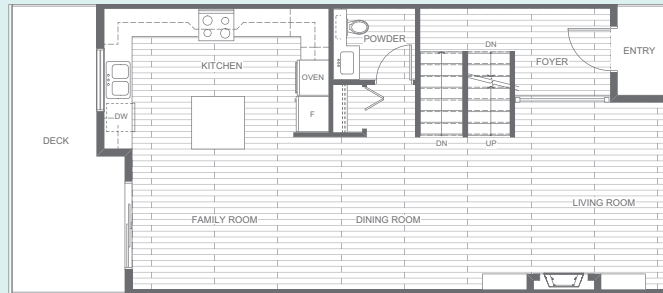 DN
POWDER
ENTRY
FOYER
KITCHEN
OVEN
F
DW
DECK
DN
UP
LIVING ROOM
FAMILY ROOM
DINING ROOM